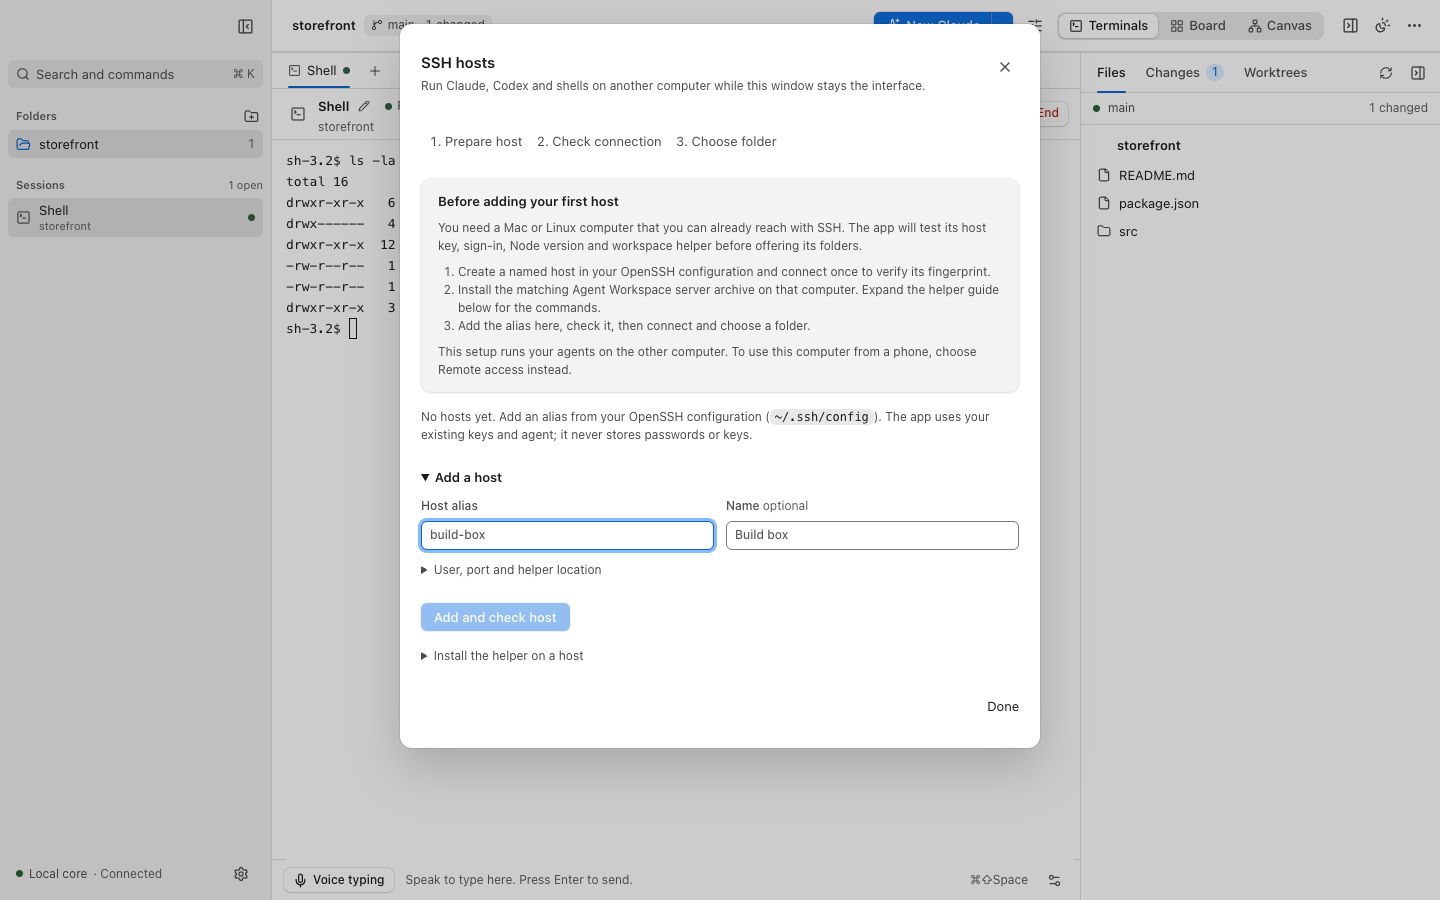 storefront
main · 1 changed
New Claude
Terminals
Board
Canvas
Search and commands
⌘ K
Folders
storefront
1
Sessions
1 open
Shell
storefront
Local core · Connected
Shell
Shell
storefront
End
sh-3.2$ ls -la
total 16
drwxr-xr-x 6
drwx------ 4
drwxr-xr-x 12
-rw-r--r-- 1
-rw-r--r-- 1
drwxr-xr-x 3
sh-3.2$
SSH hosts
Run Claude, Codex and shells on another computer while this window stays the interface.
1. Prepare host
2. Check connection
3. Choose folder
Before adding your first host
You need a Mac or Linux computer that you can already reach with SSH. The app will test its host
key, sign-in, Node version and workspace helper before offering its folders.
1. Create a named host in your OpenSSH configuration and connect once to verify its fingerprint.
2. Install the matching Agent Workspace server archive on that computer. Expand the helper guide
below for the commands.
3. Add the alias here, check it, then connect and choose a folder.
This setup runs your agents on the other computer. To use this computer from a phone, choose
Remote access instead.
No hosts yet. Add an alias from your OpenSSH configuration (~/.ssh/config). The app uses your
existing keys and agent; it never stores passwords or keys.
Add a host
Host alias
Name optional
build-box
Build box
User, port and helper location
Add and check host
Install the helper on a host
Done
Voice typing
Speak to type here. Press Enter to send.
⌘⇧Space
Files
Changes 1
Worktrees
main
1 changed
storefront
README.md
package.json
src